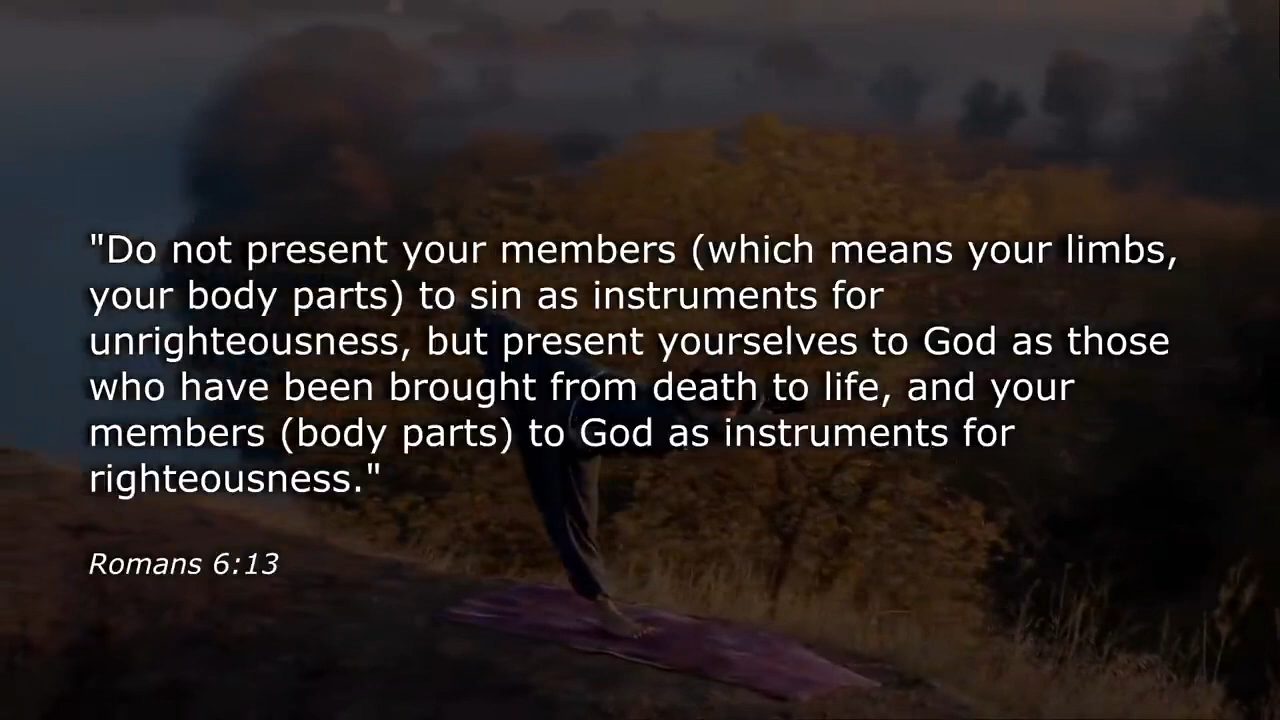 "Do not present your members (which means your limbs,
your body parts) to sin as instruments for
unrighteousness, but present yourselves to God as those
who have been brought from death to life, and your
members (body parts) to God as instruments for
righteousness."
Romans 6:13